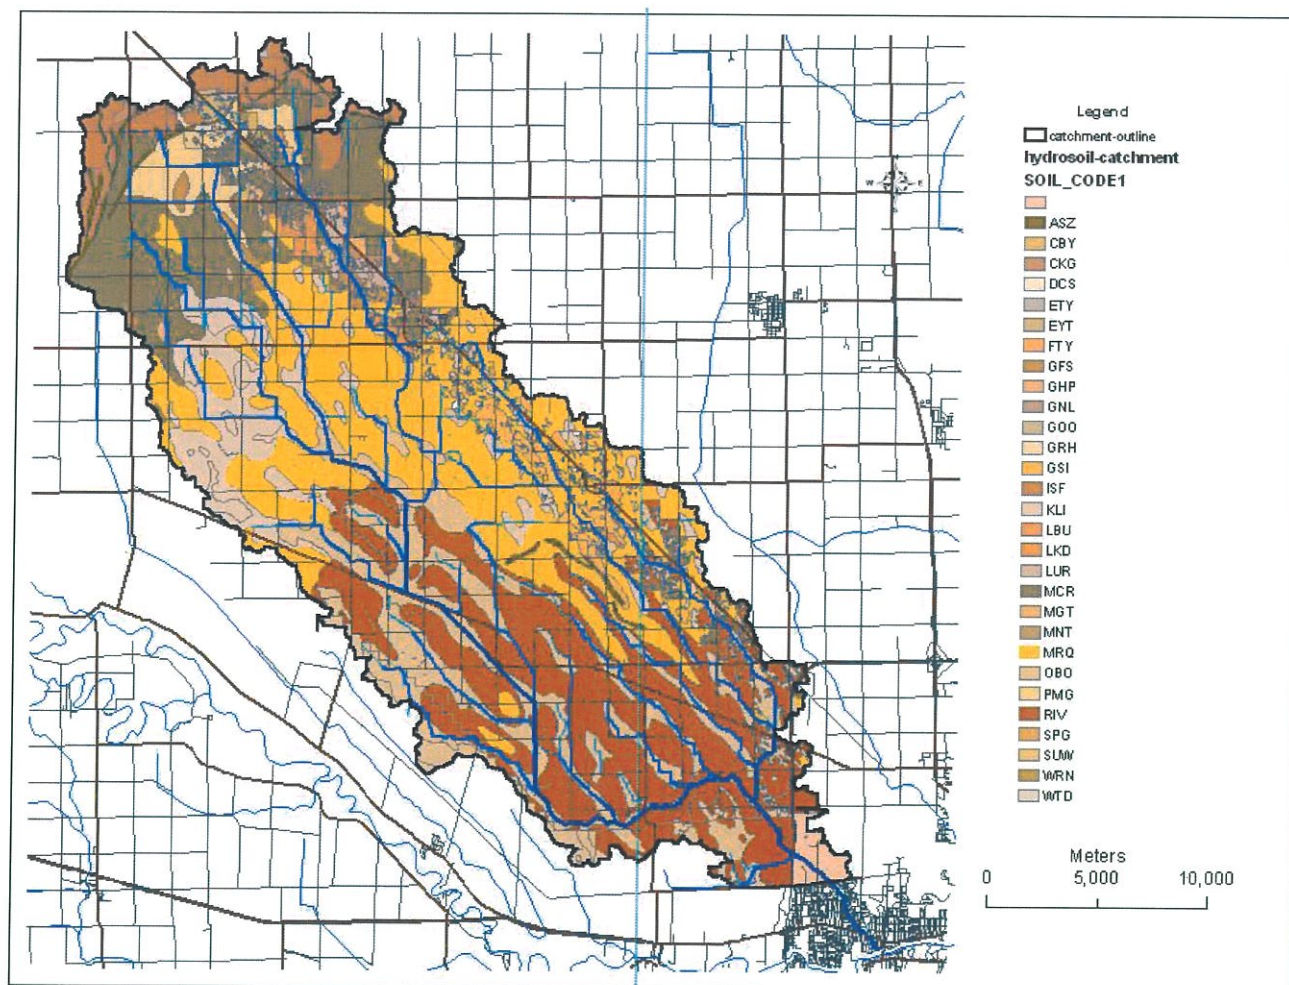 Legend
catchment-outline
hydrosoil-catchment
SOIL_CODE1
ASZ
CBY
CKG
DCS
ETY
EYT
FTY
GFS
GHP
GNL
GOO
GRH
GSI
ISF
KLI
LBU
LKD
LUR
MCR
MGT
MNT
MRQ
OBO
PMG
RIV
SPG
SUW
WRN
WTD
W E
Meters
0 5,000 10,000